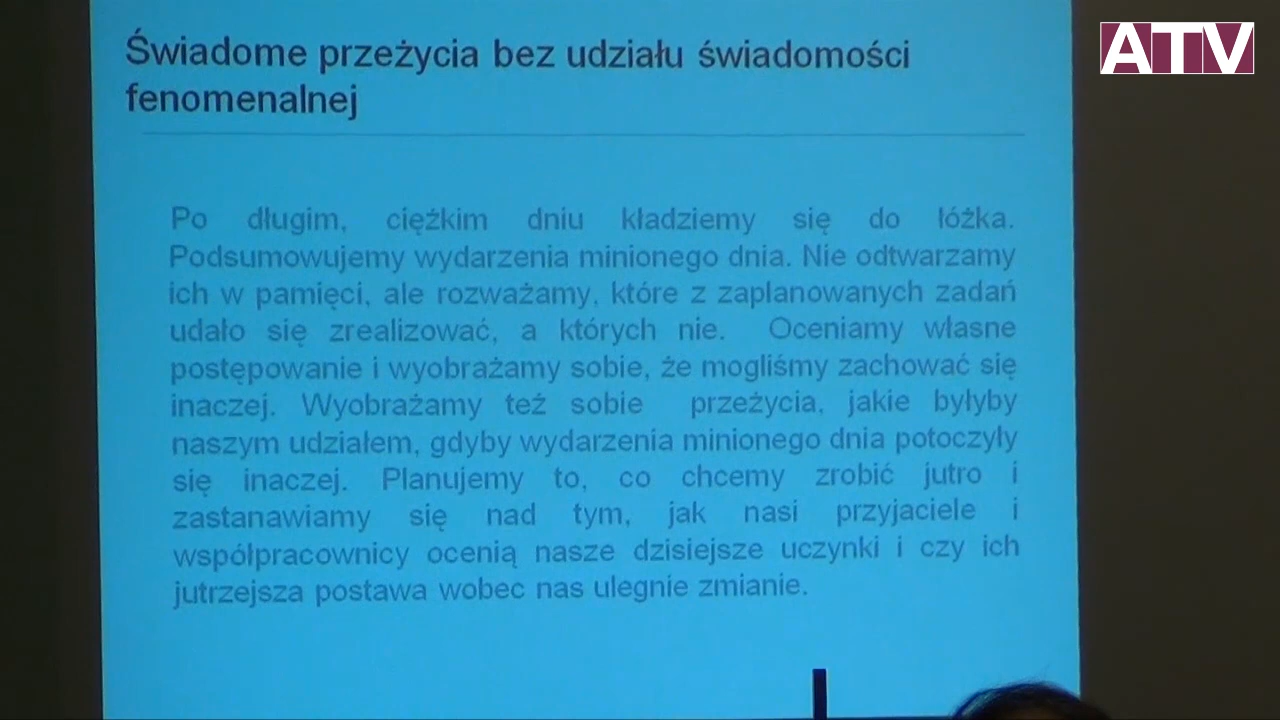 ATV
Świadome przeżycia bez udziału świadomości
fenomenalnej
Po długim, ciężkim dniu kładziemy się do łóżka.
Podsumowujemy wydarzenia minionego dnia. Nie odtwarzamy
ich w pamięci, ale rozważamy, które z zaplanowanych zadań
udało się zrealizować, a których nie. Oceniamy własne
postępowanie i wyobrażamy sobie, że mogliśmy zachować się
inaczej. Wyobrażamy też sobie przeżycia, jakie byłyby
naszym udziałem, gdyby wydarzenia minionego dnia potoczyły
się inaczej. Planujemy to, co chcemy zrobić jutro i
zastanawiamy się nad tym, jak nasi przyjaciele i
współpracownicy ocenią nasze dzisiejsze uczynki i czy ich
jutrzejsza postawa wobec nas ulegnie zmianie.